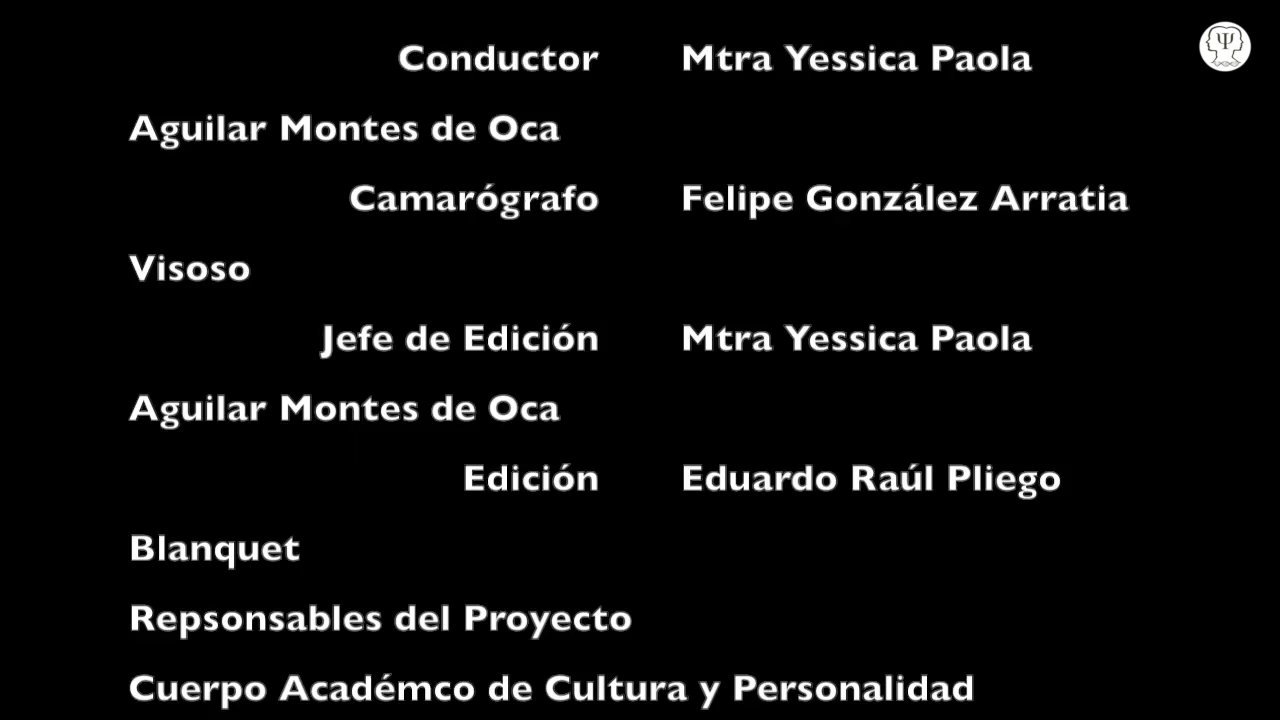 Conductor Mtra Yessica Paola
Aguilar Montes de Oca
Camarógrafo Felipe González Arratia
Visoso
Jefe de Edición Mtra Yessica Paola
Aguilar Montes de Oca
Edición Eduardo Raúl Pliego
Blanquet
Repsonsables del Proyecto
Cuerpo Académco de Cultura y Personalidad
Ψ